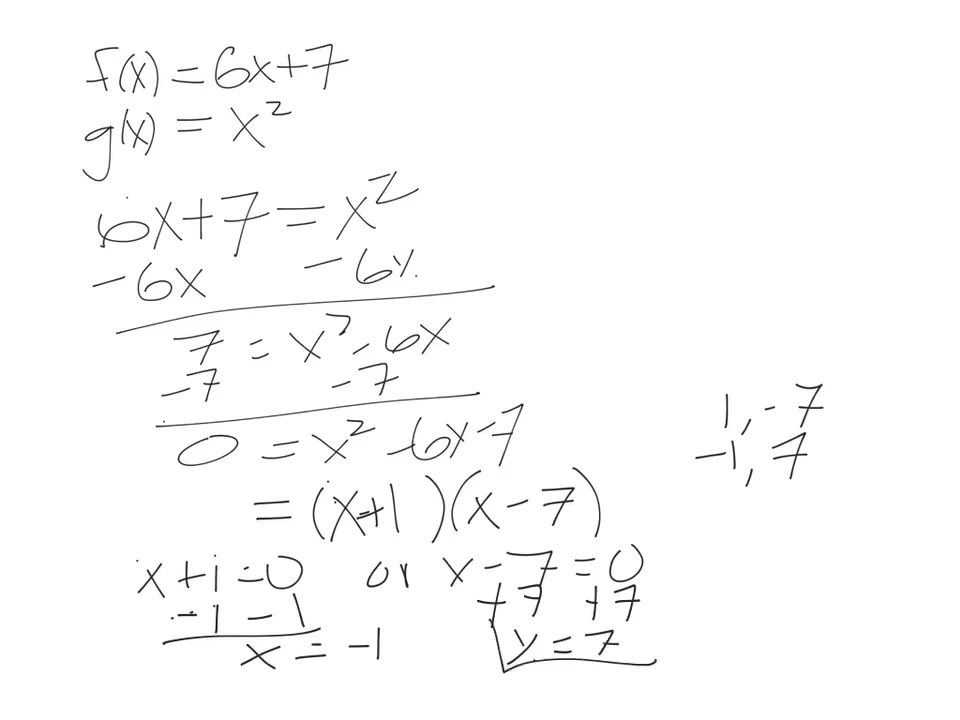 f(x) = 6x+7
g(x) = x²
6x+7 = x²
-6x -6x
7 = x² - 6x
-7 -7
0 = x² - 6x - 7
1, -7
-1, 7
= (x+1)(x-7)
x+1=0 or x-7=0
-1 -1 +7 +7
x = -1 x = 7